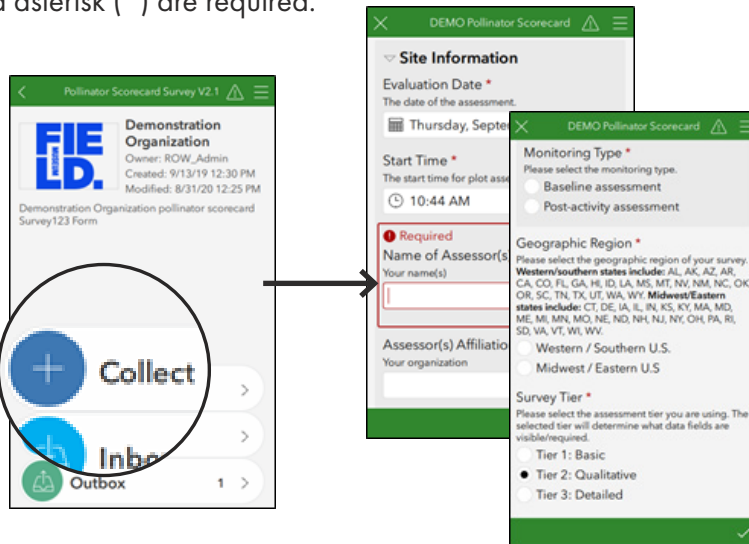 asterisk ( ) are required.
Pollinator Scorecard Survey V2.1
FIELD. MUSEUM
Demonstration
Organization
Owner: ROW_Admin
Created: 9/13/19 12:30 PM
Modified: 8/31/20 12:25 PM
Demonstration Organization pollinator scorecard
Survey123 Form
Collect
Inbo
Outbox 1
DEMO Pollinator Scorecard
Site Information
Evaluation Date *
The date of the assessment.
Thursday, Septe
Start Time *
The start time for plot asse
10:44 AM
Required
Name of Assessor(s
Your name(s)
Assessor(s) Affiliatio
Your organization
DEMO Pollinator Scorecard
Monitoring Type *
Please select the monitoring type.
Baseline assessment
Post-activity assessment
Geographic Region *
Please select the geographic region of your survey.
Western/southern states include: AL, AK, AZ, AR,
CA, CO, FL, GA, HI, ID, LA, MS, MT, NV, NM, NC, OK
OR, SC, TN, TX, UT, WA, WY. Midwest/Eastern
states include: CT, DE, IA, IL, IN, KS, KY, MA, MD,
ME, MI, MN, MO, NE, ND, NH, NJ, NY, OH, PA, RI,
SD, VA, VT, WI, WV.
Western / Southern U.S.
Midwest / Eastern U.S
Survey Tier *
Please select the assessment tier you are using. The
selected tier will determine what data fields are
visible/required.
Tier 1: Basic
Tier 2: Qualitative
Tier 3: Detailed